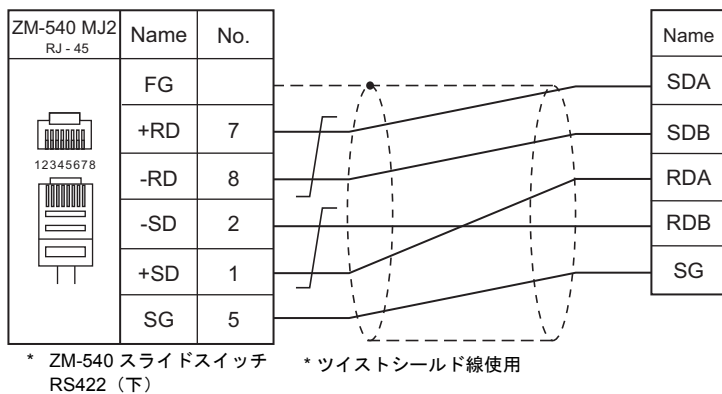 ZM-540 MJ2 Name No.
RJ - 45
FG
+RD 7
-RD 8
-SD 2
+SD 1
SG 5
12345678
Name
SDA
SDB
RDA
RDB
SG
* ZM-540 スライドスイッチ
RS422（下）
* ツイストシールド線使用